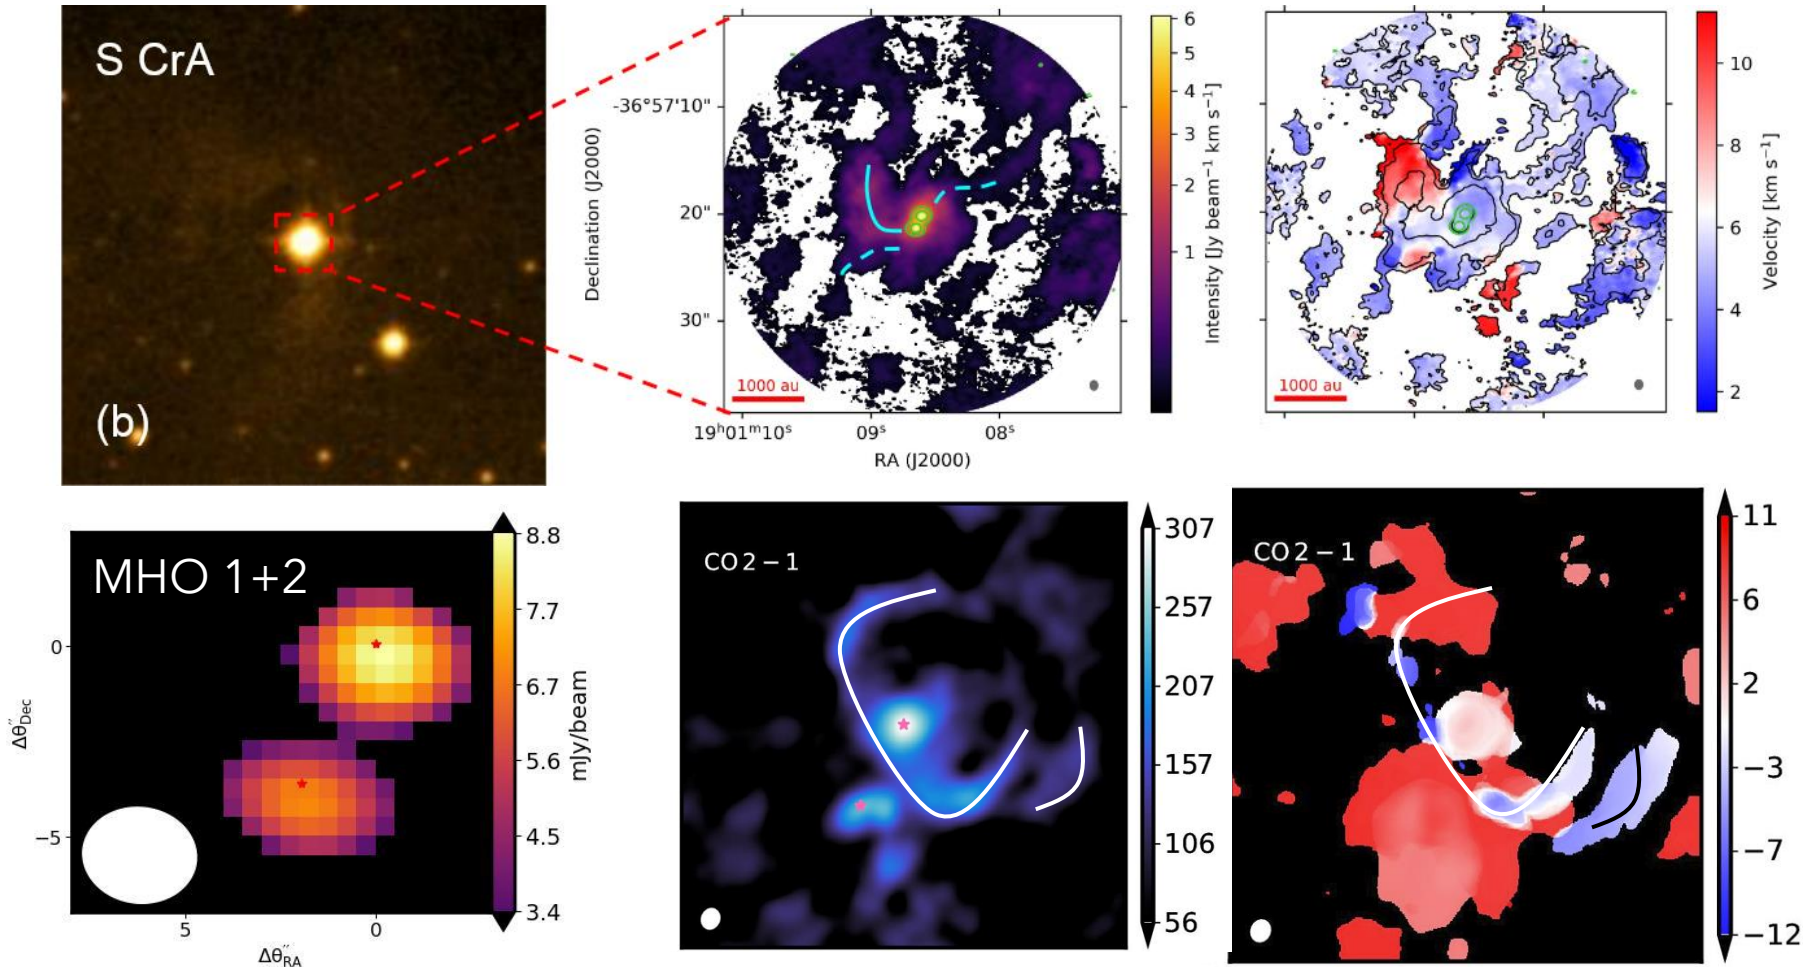 S CrA
(b)
-36°57'10"
20"
30"
Declination (J2000)
1000 au
19ʰ01ᵐ10ˢ
09ˢ
08ˢ
RA (J2000)
6
5
4
3
2
1
Intensity [Jy beam⁻¹ km s⁻¹]
1000 au
10
8
6
4
2
Velocity [km s⁻¹]
MHO 1+2
0
−5
Δθ″Dec
5
0
Δθ″RA
8.8
7.7
6.7
5.6
4.5
3.4
mJy/beam
CO 2 − 1
307
257
207
157
106
56
CO 2 − 1
11
6
2
−3
−7
−12